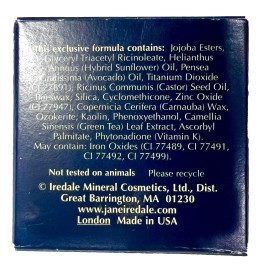 This exclusive formula contains: Jojoba Esters,
Glyceryl Triacetyl Ricinoleate, Helianthus
Annuus (Hybrid Sunflower) Oil, Persea
Gratissima (Avocado) Oil, Titanium Dioxide
(CI 77891), Ricinus Communis (Castor) Seed Oil,
Beeswax, Silica, Cyclomethicone, Zinc Oxide
(CI 77947), Copernicia Cerifera (Carnauba) Wax,
Ozokerite, Kaolin, Phenoxyethanol, Camellia
Sinensis (Green Tea) Leaf Extract, Ascorbyl
Palmitate, Phytonadione (Vitamin K).
May contain: Iron Oxides (CI 77489, CI 77491,
CI 77492, CI 77499).
Not tested on animals Please recycle
© Iredale Mineral Cosmetics, Ltd., Dist.
Great Barrington, MA 01230
www.janeiredale.com
London Made in USA